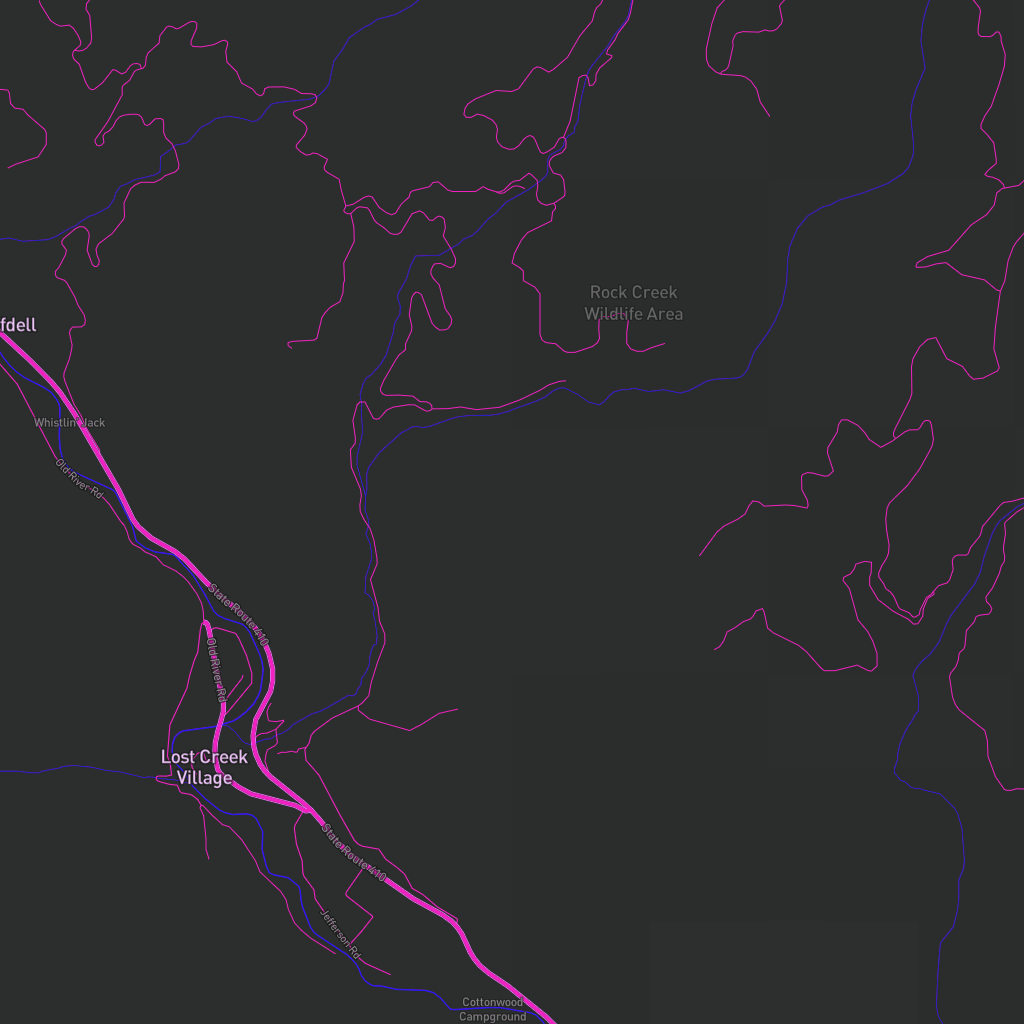 Rock Creek
Wildlife Area
fdell
Whistlin' Jack
Old River Rd
State Route 410
Old River Rd
Lost Creek
Village
State Route 410
Jefferson Rd
Cottonwood
Campground